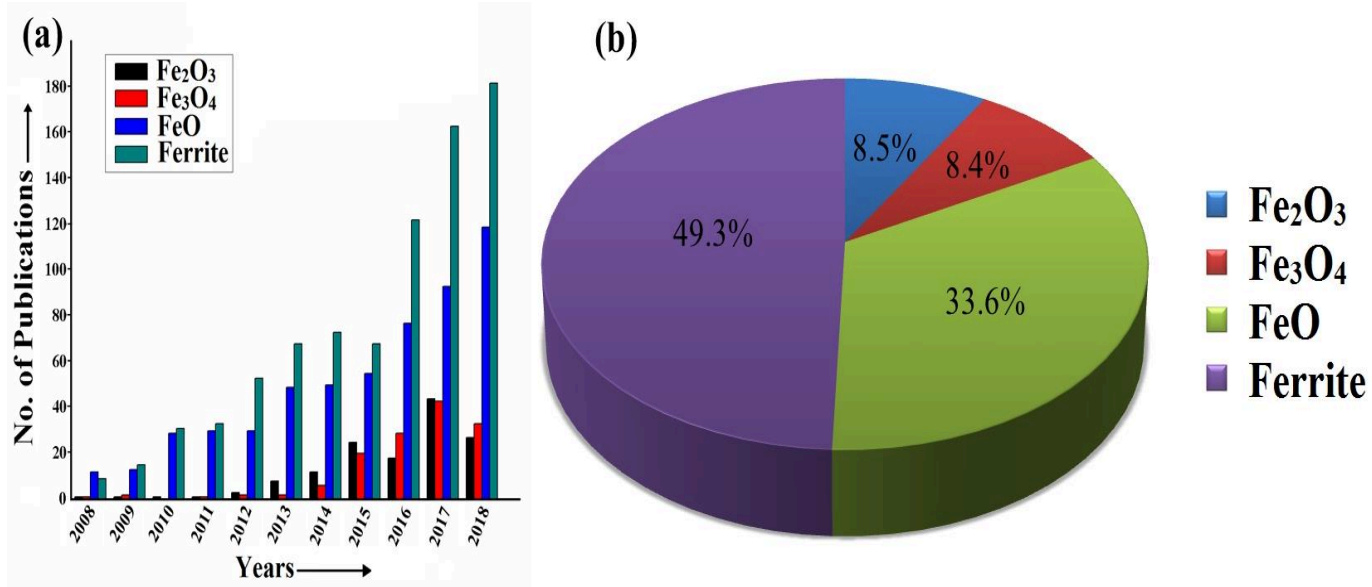 (a)
No. of Publications
180
160
140
120
100
80
60
40
20
0
Fe₂O₃
Fe₃O₄
FeO
Ferrite
2008
2009
2010
2011
2012
2013
2014
2015
2016
2017
2018
Years
(b)
8.5%
8.4%
49.3%
33.6%
Fe₂O₃
Fe₃O₄
FeO
Ferrite